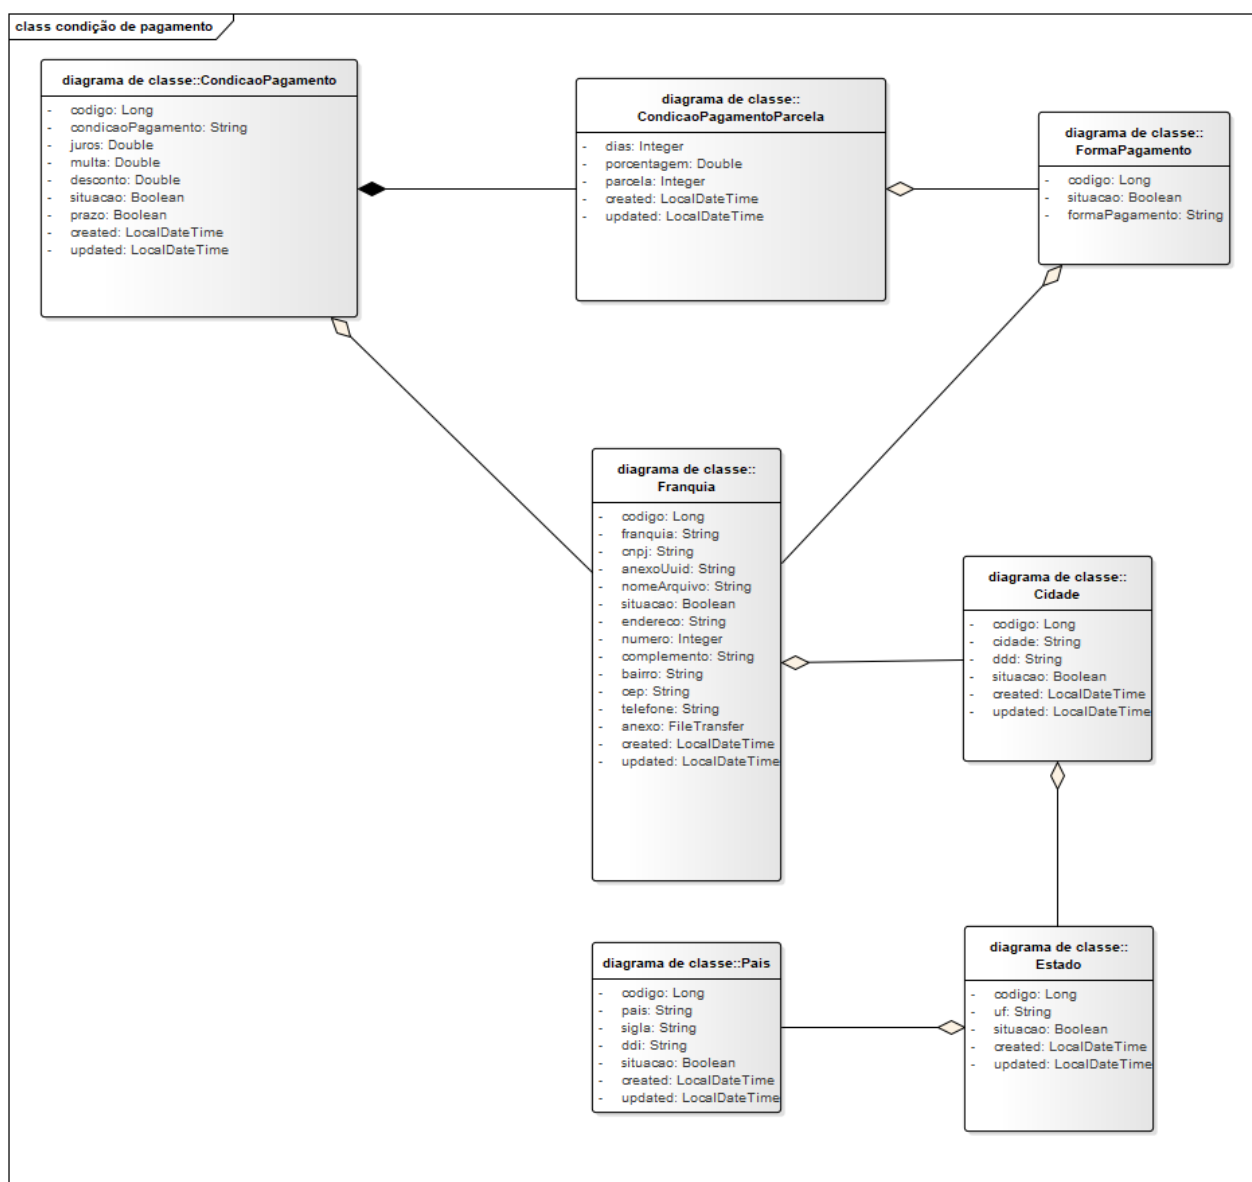 class condição de pagamento
diagrama de classe::CondicaoPagamento
- codigo: Long
- condicaoPagamento: String
- juros: Double
- multa: Double
- desconto: Double
- situacao: Boolean
- prazo: Boolean
- created: LocalDateTime
- updated: LocalDateTime
diagrama de classe::
CondicaoPagamentoParcela
- dias: Integer
- porcentagem: Double
- parcela: Integer
- created: LocalDateTime
- updated: LocalDateTime
diagrama de classe::
FormaPagamento
- codigo: Long
- situacao: Boolean
- formaPagamento: String
diagrama de classe::
Franquia
- codigo: Long
- franquia: String
- cnpj: String
- anexoUuid: String
- nomeArquivo: String
- situacao: Boolean
- endereco: String
- numero: Integer
- complemento: String
- bairro: String
- cep: String
- telefone: String
- anexo: FileTransfer
- created: LocalDateTime
- updated: LocalDateTime
diagrama de classe::
Cidade
- codigo: Long
- cidade: String
- ddd: String
- situacao: Boolean
- created: LocalDateTime
- updated: LocalDateTime
diagrama de classe::Pais
- codigo: Long
- pais: String
- sigla: String
- ddi: String
- situacao: Boolean
- created: LocalDateTime
- updated: LocalDateTime
diagrama de classe::
Estado
- codigo: Long
- uf: String
- situacao: Boolean
- created: LocalDateTime
- updated: LocalDateTime